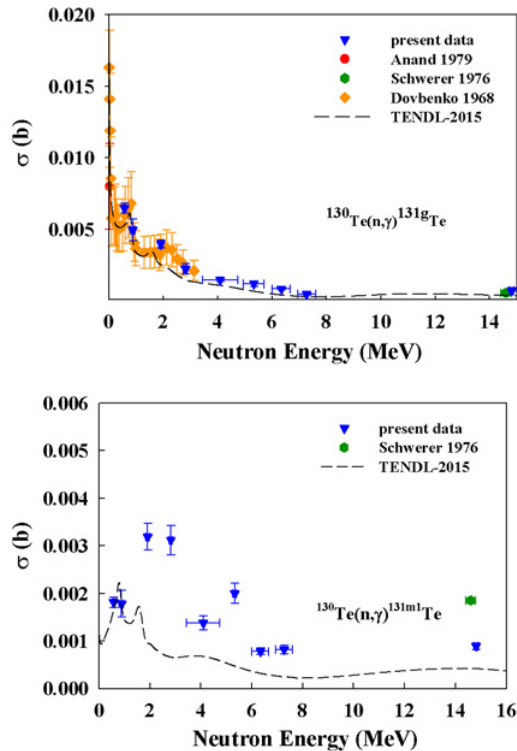 0.020
present data
Anand 1979
0.015
Schwerer 1976
Dovbenko 1968
TENDL-2015
σ (b)
0.010
0.005
¹³⁰Te(n,γ)¹³¹ᵍTe
0 2 4 6 8 10 12 14
Neutron Energy (MeV)
0.006
present data
0.005
Schwerer 1976
TENDL-2015
0.004
σ (b)
0.003
0.002
¹³⁰Te(n,γ)¹³¹ᵐ¹Te
0.001
0.000
0 2 4 6 8 10 12 14 16
Neutron Energy (MeV)